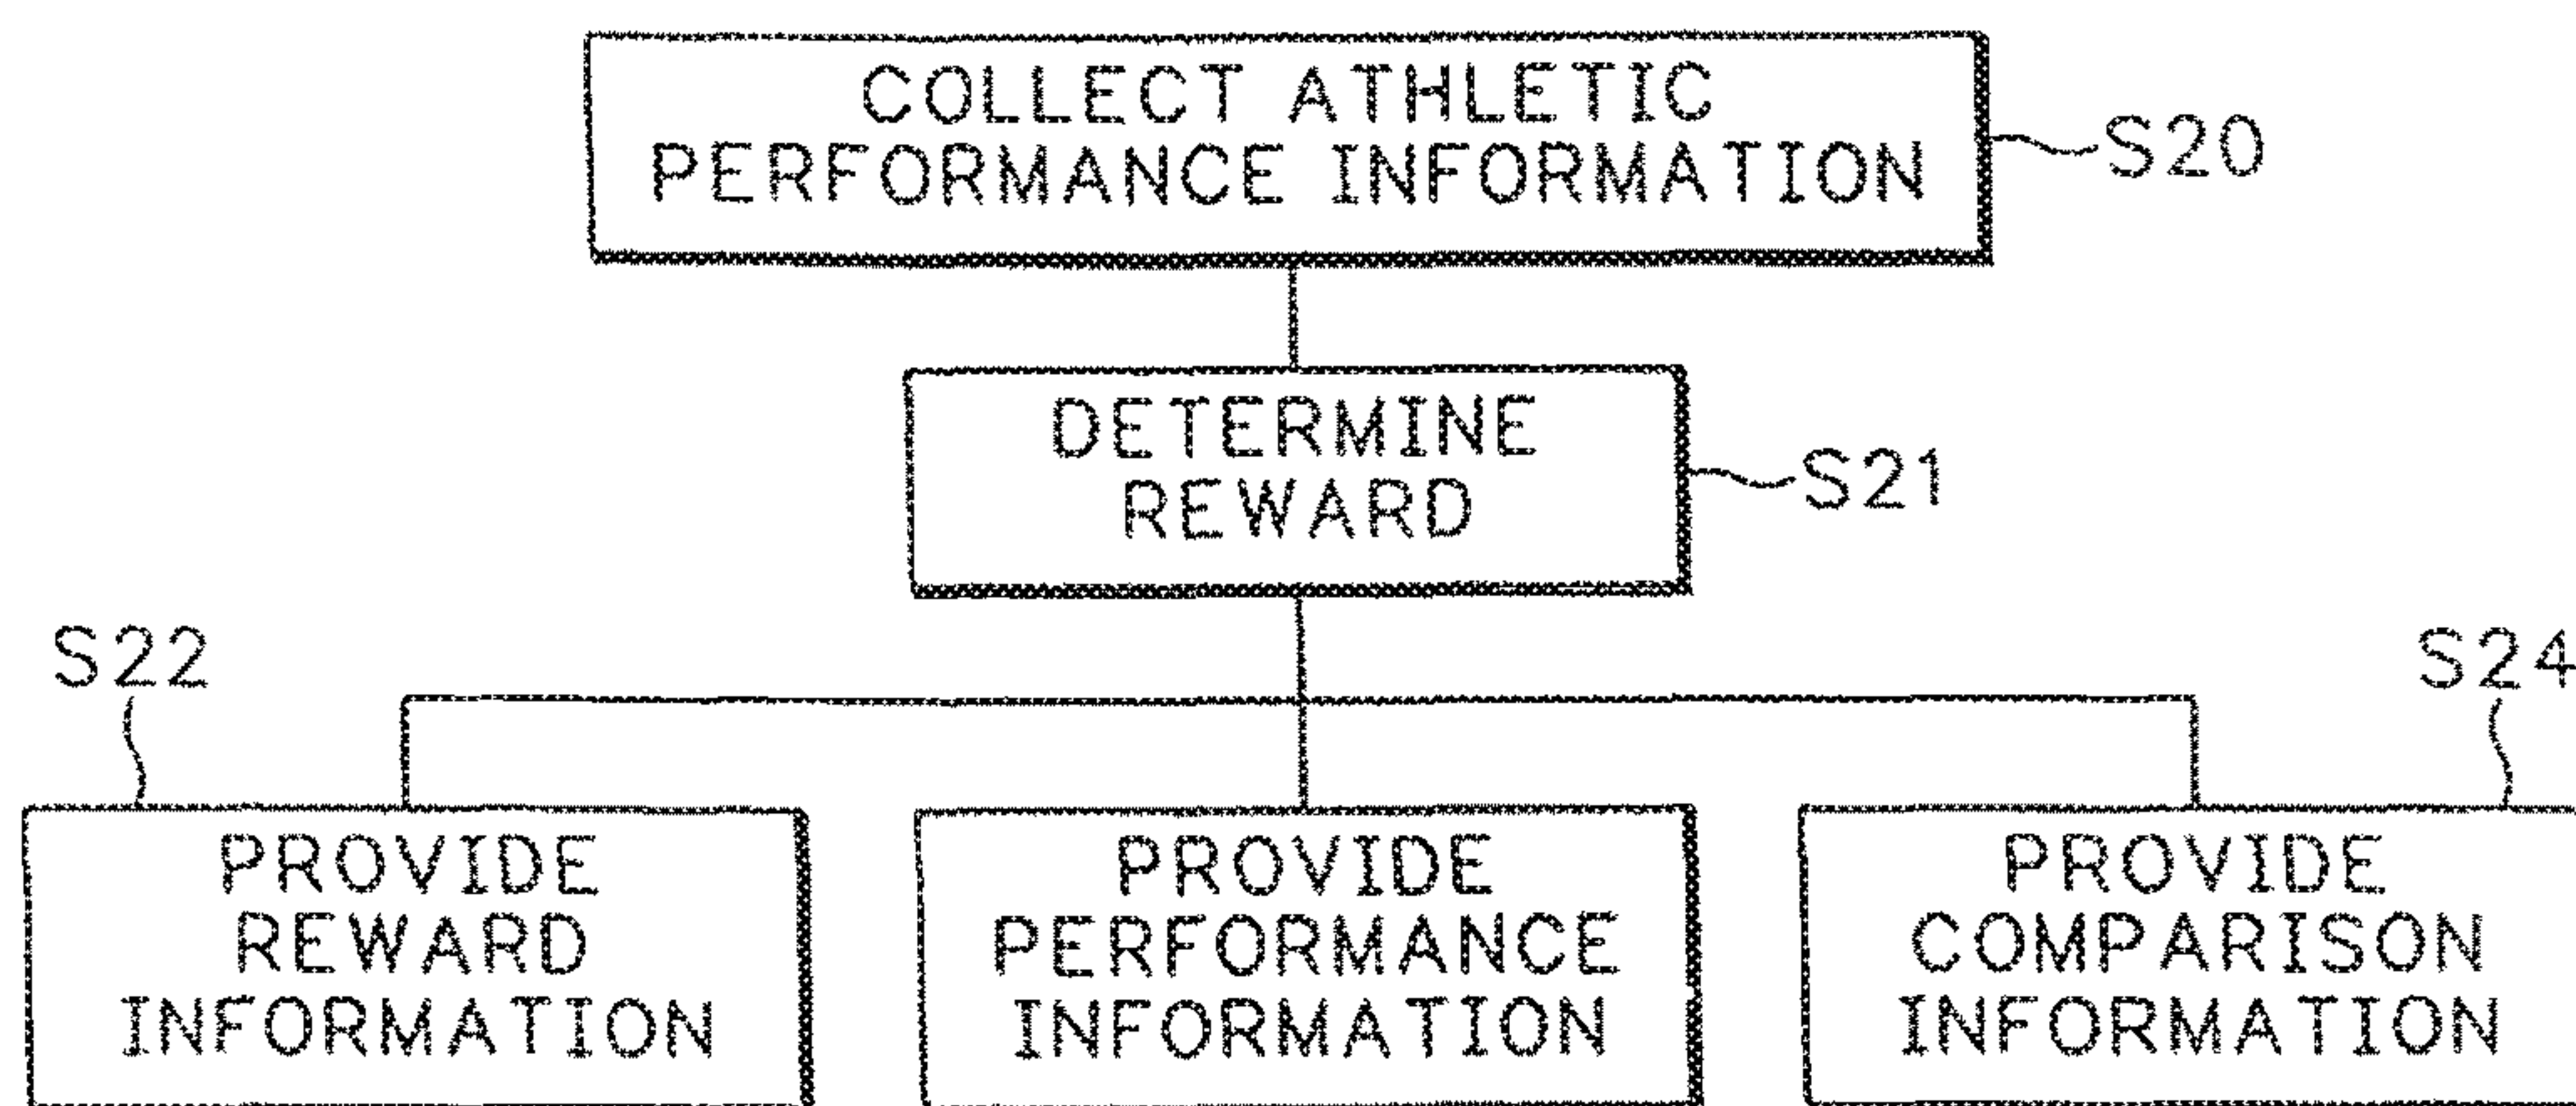 COLLECT ATHLETIC
PERFORMANCE INFORMATION
S20
DETERMINE
REWARD
S21
S22
S24
PROVIDE
REWARD
INFORMATION
PROVIDE
PERFORMANCE
INFORMATION
PROVIDE
COMPARISON
INFORMATION